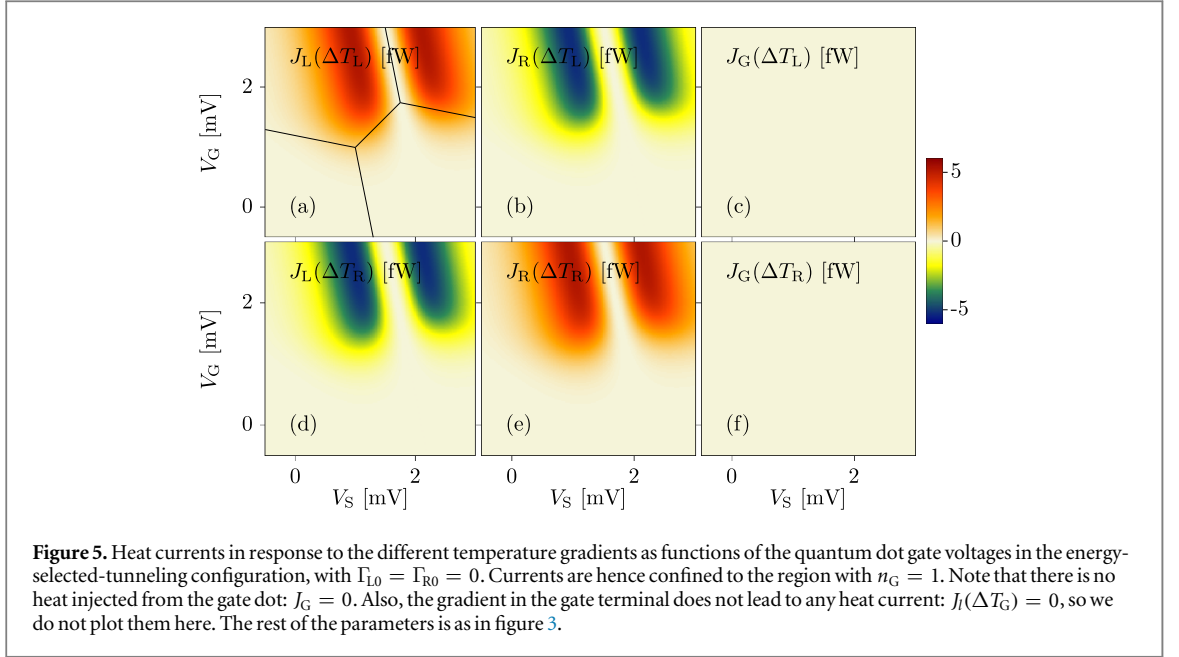 J_L(ΔT_L) [fW] J_R(ΔT_L) [fW] J_G(ΔT_L) [fW]
2
V_G [mV]
0
(a) (b) (c)
5
0
-5
J_L(ΔT_R) [fW] J_R(ΔT_R) [fW] J_G(ΔT_R) [fW]
2
V_G [mV]
0
(d) (e) (f)
0 2 0 2 0 2
V_S [mV] V_S [mV] V_S [mV]
Figure 5. Heat currents in response to the different temperature gradients as functions of the quantum dot gate voltages in the energy-
selected-tunneling configuration, with Γ_L0 = Γ_R0 = 0. Currents are hence confined to the region with n_G = 1. Note that there is no
heat injected from the gate dot: J_G = 0. Also, the gradient in the gate terminal does not lead to any heat current: J_l(ΔT_G) = 0, so we
do not plot them here. The rest of the parameters is as in figure 3.